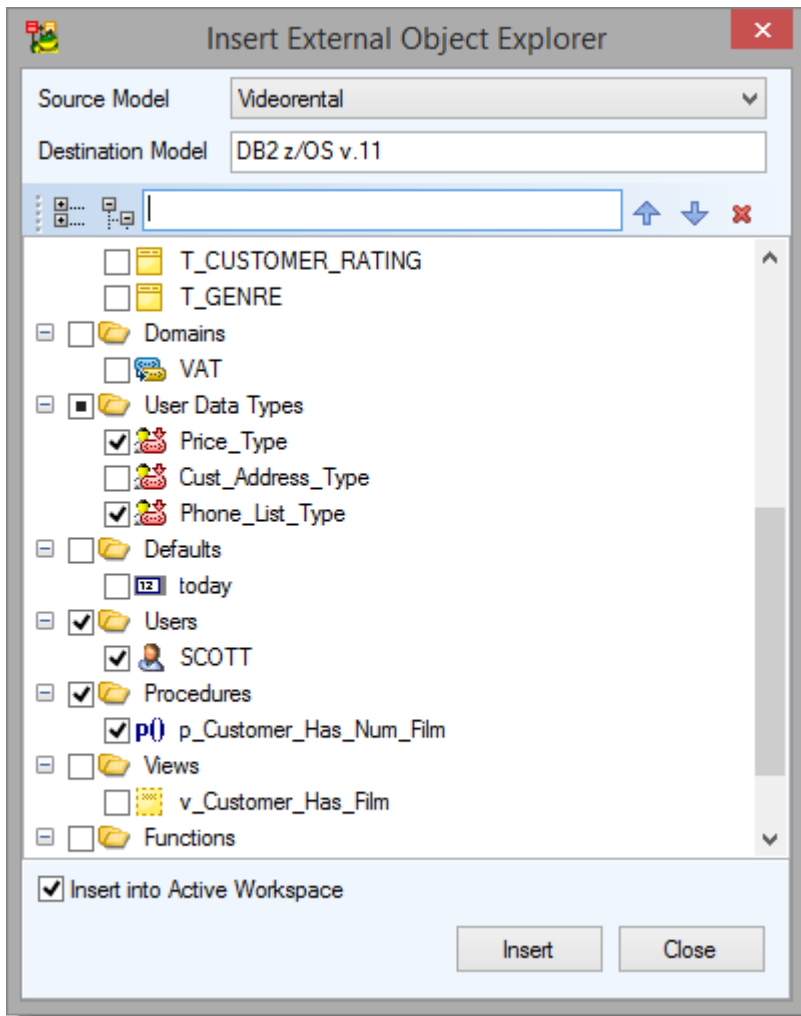 Insert External Object Explorer
Source Model Videorental
Destination Model DB2 z/OS v.11
T_CUSTOMER_RATING
T_GENRE
Domains
VAT
User Data Types
Price_Type
Cust_Address_Type
Phone_List_Type
Defaults
12 today
Users
SCOTT
Procedures
p() p_Customer_Has_Num_Film
Views
v_Customer_Has_Film
Functions
Insert into Active Workspace
Insert Close